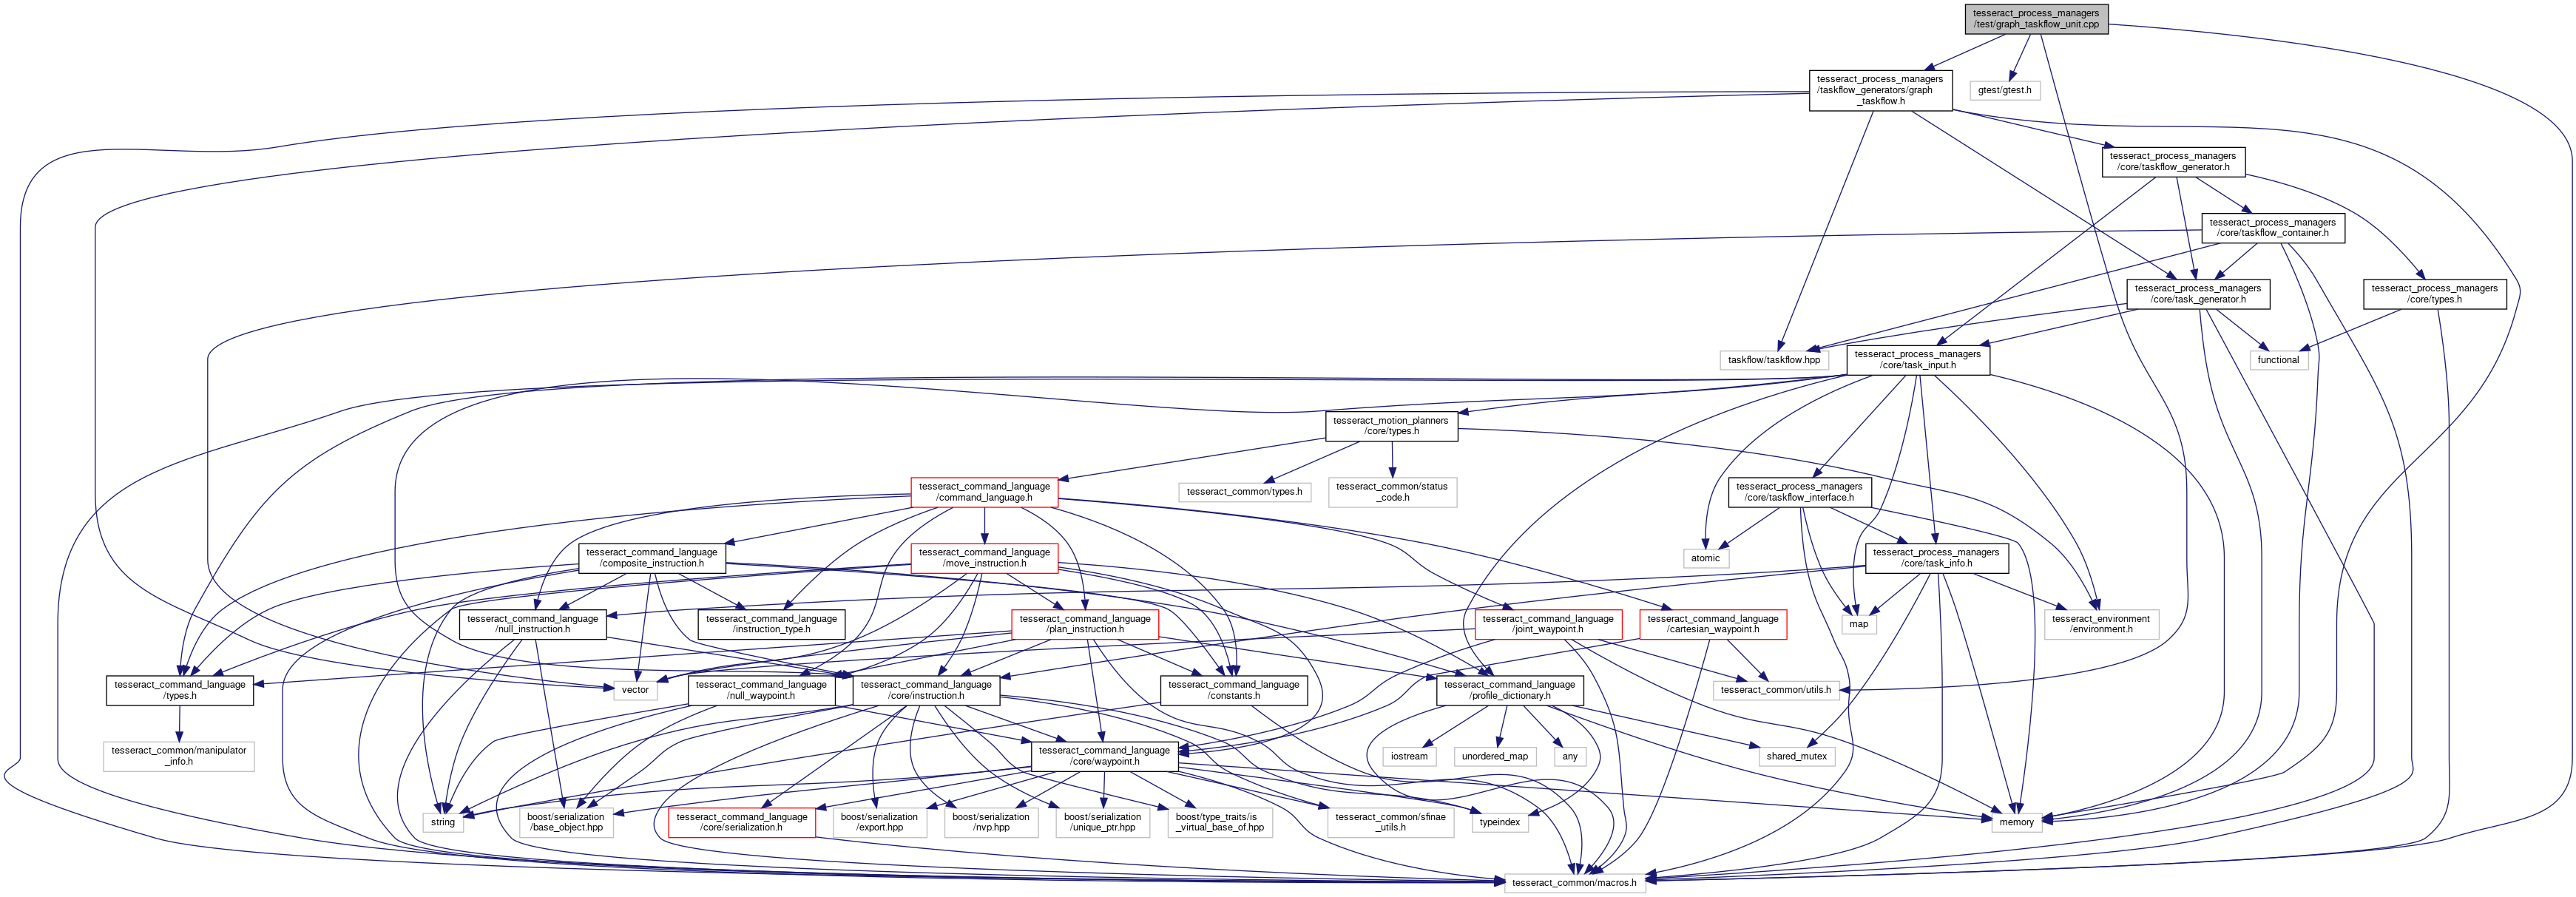 tesseract_process_managers
/test/graph_taskflow_unit.cpp
tesseract_process_managers
/taskflow_generators/graph
_taskflow.h
gtest/gtest.h
tesseract_process_managers
/core/taskflow_generator.h
tesseract_process_managers
/core/taskflow_container.h
tesseract_process_managers
/core/task_generator.h
tesseract_process_managers
/core/types.h
taskflow/taskflow.hpp
tesseract_process_managers
/core/task_input.h
functional
tesseract_motion_planners
/core/types.h
tesseract_command_language
/command_language.h
tesseract_common/types.h
tesseract_common/status
_code.h
tesseract_process_managers
/core/taskflow_interface.h
tesseract_command_language
/composite_instruction.h
tesseract_command_language
/move_instruction.h
atomic
tesseract_process_managers
/core/task_info.h
tesseract_command_language
/null_instruction.h
tesseract_command_language
/instruction_type.h
tesseract_command_language
/plan_instruction.h
tesseract_command_language
/joint_waypoint.h
tesseract_command_language
/cartesian_waypoint.h
map
tesseract_environment
/environment.h
tesseract_command_language
/types.h
vector
tesseract_command_language
/null_waypoint.h
tesseract_command_language
/core/instruction.h
tesseract_command_language
/constants.h
tesseract_command_language
/profile_dictionary.h
tesseract_common/utils.h
tesseract_common/manipulator
_info.h
tesseract_command_language
/core/waypoint.h
iostream
unordered_map
any
shared_mutex
string
boost/serialization
/base_object.hpp
tesseract_command_language
/core/serialization.h
boost/serialization
/export.hpp
boost/serialization
/nvp.hpp
boost/serialization
/unique_ptr.hpp
boost/type_traits/is
_virtual_base_of.hpp
tesseract_common/sfinae
_utils.h
typeindex
memory
tesseract_common/macros.h